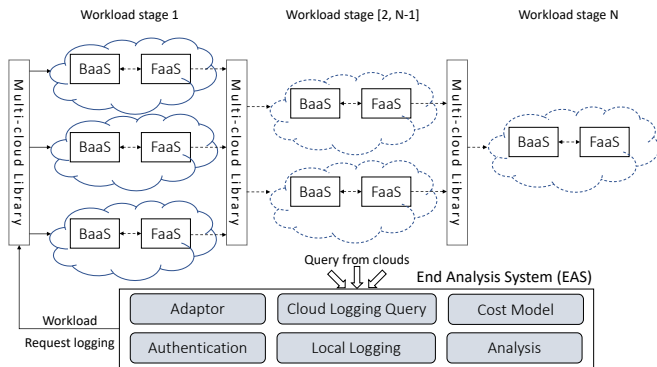 Workload stage 1
Workload stage [2, N-1]
Workload stage N
Multi-cloud Library
BaaS
FaaS
BaaS
FaaS
BaaS
FaaS
Multi-cloud Library
BaaS
FaaS
BaaS
FaaS
Multi-cloud Library
BaaS
FaaS
Query from clouds
End Analysis System (EAS)
Workload
Request logging
Adaptor
Cloud Logging Query
Cost Model
Authentication
Local Logging
Analysis